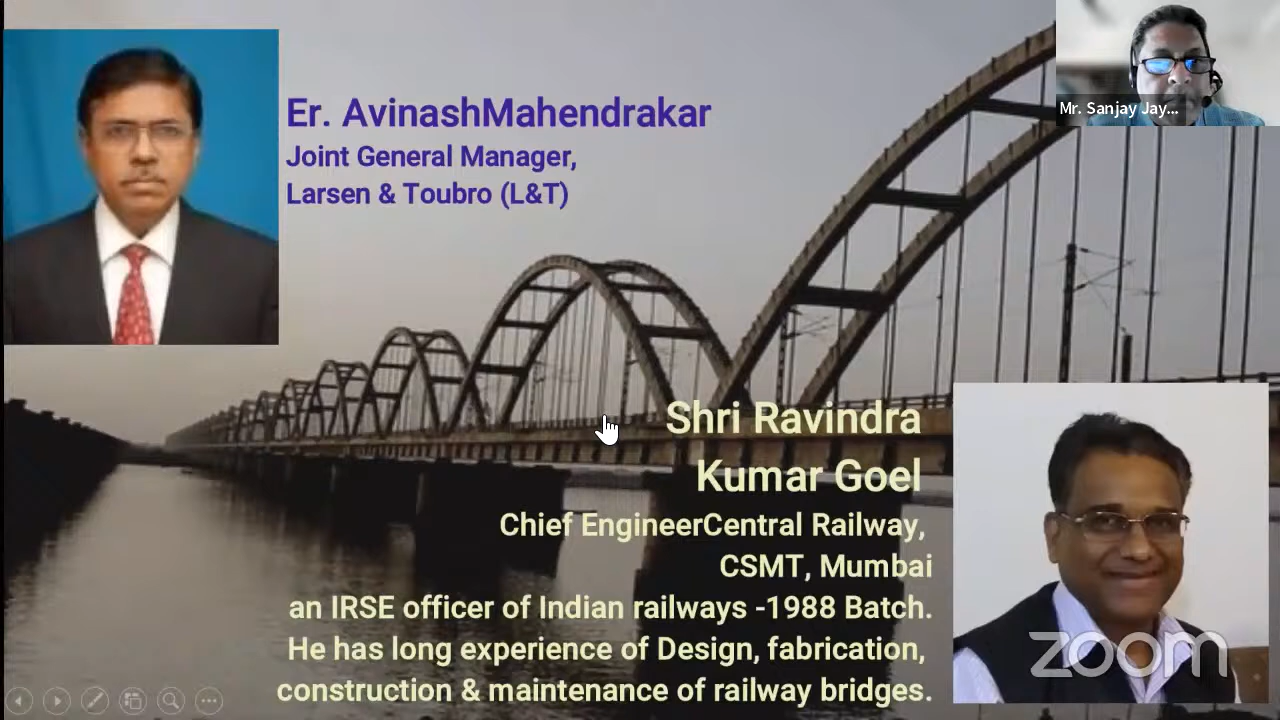 Er. AvinashMahendrakar
Joint General Manager,
Larsen & Toubro (L&T)
Mr. Sanjay Jay...
Shri Ravindra
Kumar Goel
Chief EngineerCentral Railway,
CSMT, Mumbai
an IRSE officer of Indian railways -1988 Batch.
He has long experience of Design, fabrication,
construction & maintenance of railway bridges.
zoom